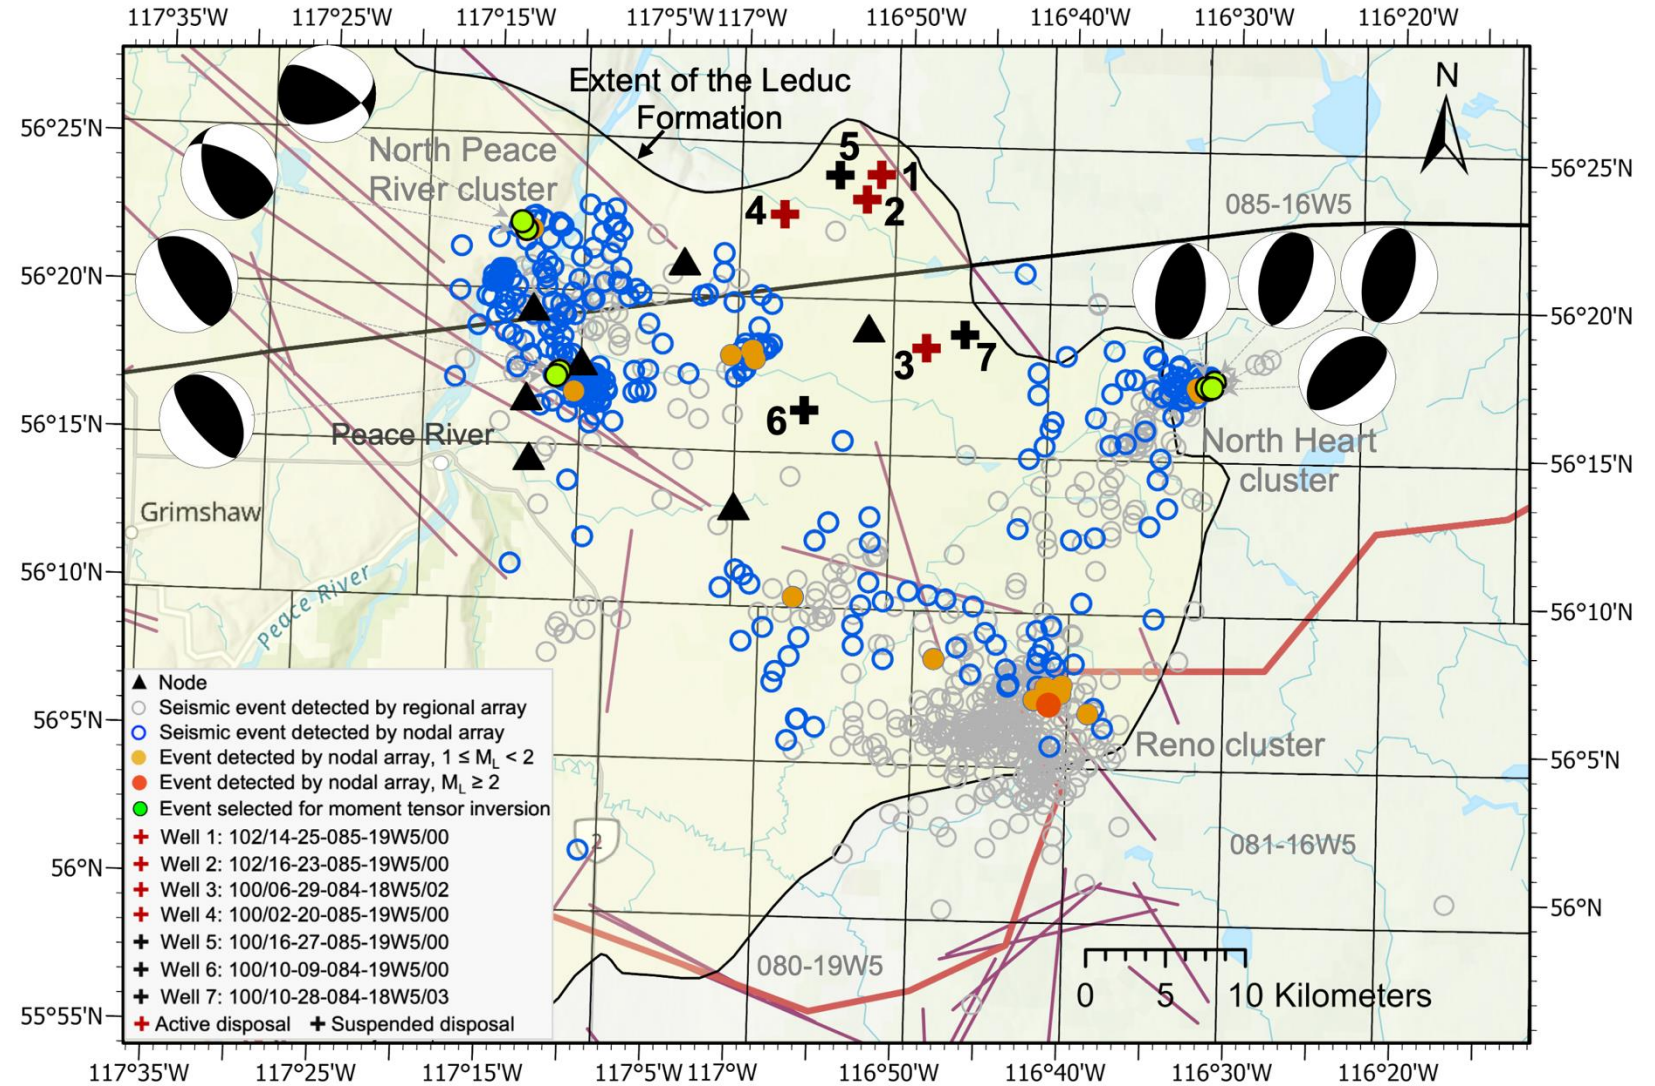 117°35'W 117°25'W 117°15'W 117°5'W 117°W 116°50'W 116°40'W 116°30'W 116°20'W
N
Extent of the Leduc
Formation
56°25'N
5
North Peace
River cluster
56°25'N
1
4
2
085-16W5
56°20'N
56°20'N
3
7
6
56°15'N
Peace River
North Heart
cluster
56°15'N
Grimshaw
56°10'N
Peace River
56°10'N
Node
Seismic event detected by regional array
56°5'N
Seismic event detected by nodal array
Reno cluster
56°5'N
Event detected by nodal array, 1 ≤ ML < 2
Event detected by nodal array, ML ≥ 2
Event selected for moment tensor inversion
Well 1: 102/14-25-085-19W5/00
2
081-16W5
Well 2: 102/16-23-085-19W5/00
56°N
Well 3: 100/06-29-084-18W5/02
56°N
Well 4: 100/02-20-085-19W5/00
Well 5: 100/16-27-085-19W5/00
Well 6: 100/10-09-084-19W5/00
080-19W5
Well 7: 100/10-28-084-18W5/03
0 5 10 Kilometers
55°55'N
Active disposal Suspended disposal
117°35'W 117°25'W 117°15'W 117°5'W 117°W 116°50'W 116°40'W 116°30'W 116°20'W